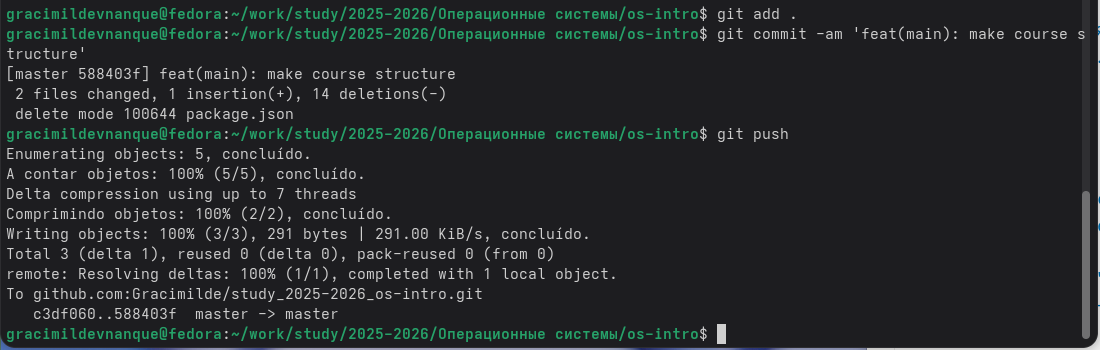 gracimildevnanque@fedora:~/work/study/2025-2026/Операционные системы/os-intro$ git add .
gracimildevnanque@fedora:~/work/study/2025-2026/Операционные системы/os-intro$ git commit -am 'feat(main): make course s
tructure'
[master 588403f] feat(main): make course structure
 2 files changed, 1 insertion(+), 14 deletions(-)
 delete mode 100644 package.json
gracimildevnanque@fedora:~/work/study/2025-2026/Операционные системы/os-intro$ git push
Enumerating objects: 5, concluído.
A contar objetos: 100% (5/5), concluído.
Delta compression using up to 7 threads
Comprimindo objetos: 100% (2/2), concluído.
Writing objects: 100% (3/3), 291 bytes | 291.00 KiB/s, concluído.
Total 3 (delta 1), reused 0 (delta 0), pack-reused 0 (from 0)
remote: Resolving deltas: 100% (1/1), completed with 1 local object.
To github.com:Gracimilde/study_2025-2026_os-intro.git
   c3df060..588403f  master -> master
gracimildevnanque@fedora:~/work/study/2025-2026/Операционные системы/os-intro$